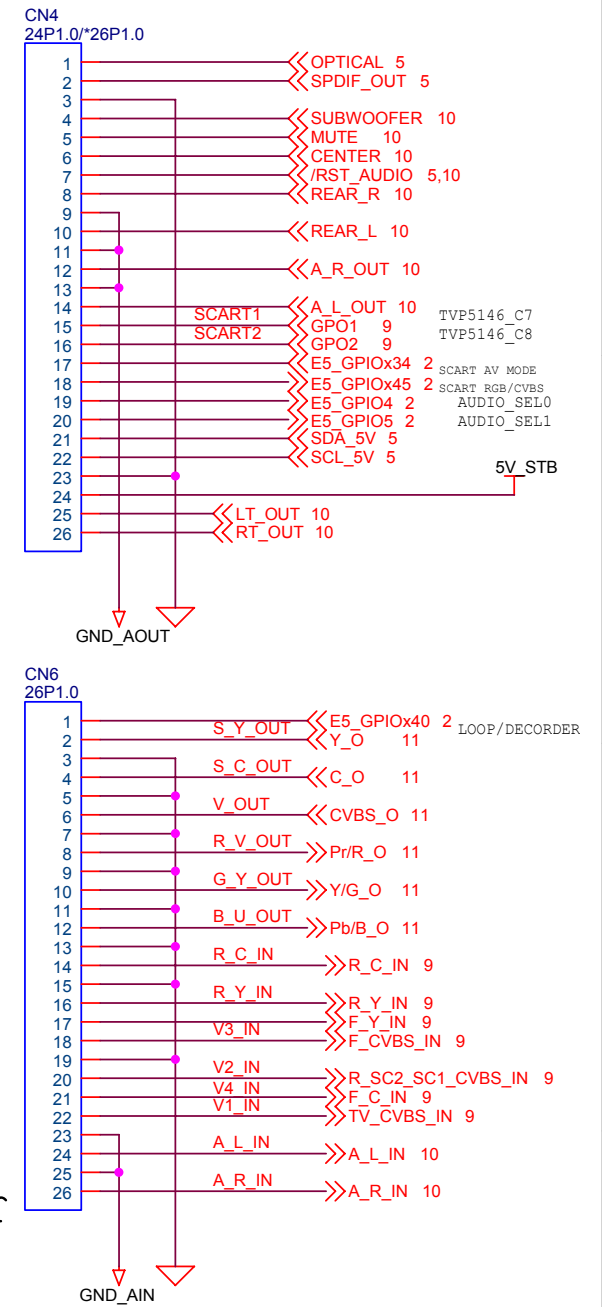 CN4
24P1.0/*26P1.0
1 OPTICAL 5
2 SPDIF_OUT 5
3
4 SUBWOOFER 10
5 MUTE 10
6 CENTER 10
7 /RST_AUDIO 5,10
8 REAR_R 10
9
10 REAR_L 10
11
12 A_R_OUT 10
13
14 A_L_OUT 10
15 SCART1 GPO1 9 TVP5146_C7
16 SCART2 GPO2 9 TVP5146_C8
17 E5_GPIOx34 2 SCART AV MODE
18 E5_GPIOx45 2 SCART RGB/CVBS
19 E5_GPIO4 2 AUDIO_SEL0
20 E5_GPIO5 2 AUDIO_SEL1
21 SDA_5V 5
22 SCL_5V 5
23
24 5V_STB
25 LT_OUT 10
26 RT_OUT 10
GND_AOUT
CN6
26P1.0
1 E5_GPIOx40 2 LOOP/DECORDER
2 S_Y_OUT Y_O 11
3
4 S_C_OUT C_O 11
5
6 V_OUT CVBS_O 11
7
8 R_V_OUT Pr/R_O 11
9
10 G_Y_OUT Y/G_O 11
11
12 B_U_OUT Pb/B_O 11
13
14 R_C_IN R_C_IN 9
15
16 R_Y_IN R_Y_IN 9
17 F_Y_IN 9
18 V3_IN F_CVBS_IN 9
19
20 V2_IN R_SC2_SC1_CVBS_IN 9
21 V4_IN F_C_IN 9
22 V1_IN TV_CVBS_IN 9
23
24 A_L_IN A_L_IN 10
25
26 A_R_IN A_R_IN 10
GND_AIN